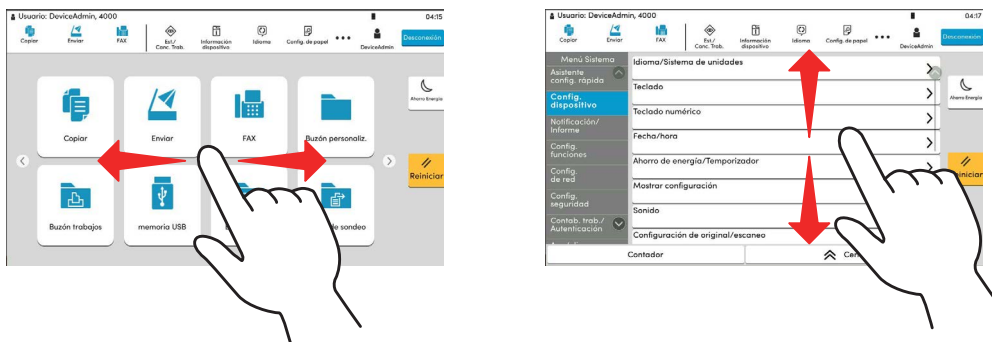 Usuario: DeviceAdmin, 4000
04:15
Copiar
Enviar
FAX
Est./
Canc. Trab.
Información
dispositivo
Idioma
Config. de papel
DeviceAdmin
Desconexión
Copiar
Enviar
FAX
Buzón personaliz.
Ahorro Energía
Reiniciar
Buzón trabajos
memoria USB
de sondeo
Usuario: DeviceAdmin, 4000
04:17
Copiar
Enviar
FAX
Est./
Canc. Trab.
Información
dispositivo
Idioma
Config. de papel
DeviceAdmin
Desconexión
Menú Sistema
Asistente
config. rápida
Config.
dispositivo
Notificación/
Informe
Config.
funciones
Config.
de red
Config.
seguridad
Contab. trab./
Autenticación
Idioma/Sistema de unidades
Teclado
Teclado numérico
Fecha/hora
Ahorro de energía/Temporizador
Mostrar configuración
Sonido
Configuración de original/escaneo
Ahorro Energía
Reiniciar
Contador